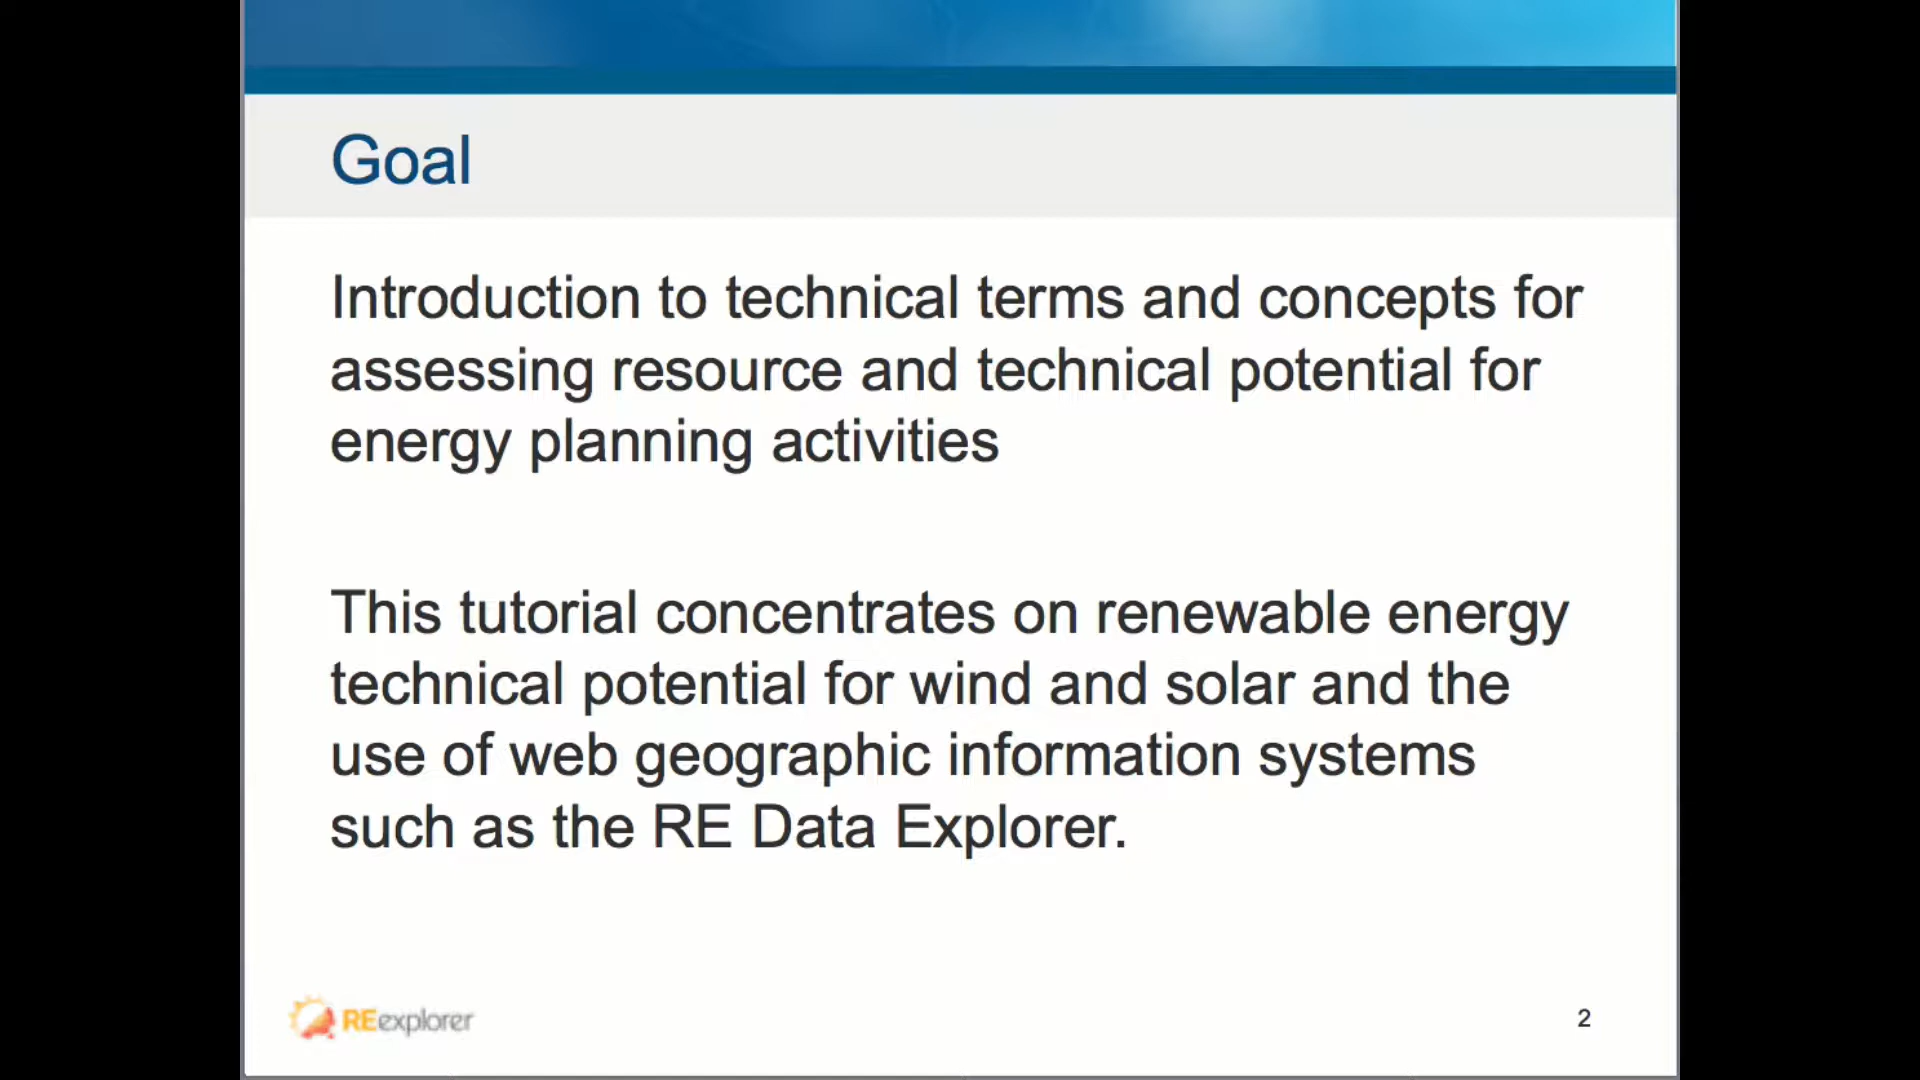 Goal
Introduction to technical terms and concepts for
assessing resource and technical potential for
energy planning activities
This tutorial concentrates on renewable energy
technical potential for wind and solar and the
use of web geographic information systems
such as the RE Data Explorer.
REexplorer
2